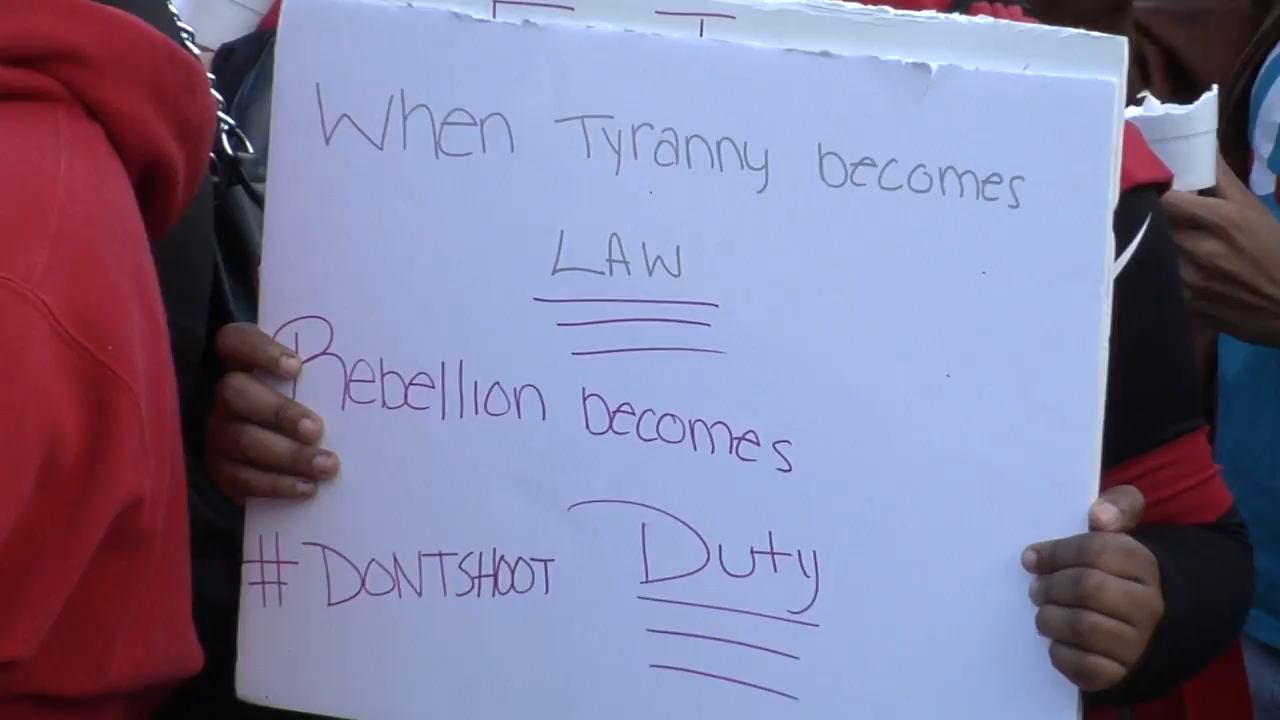 When Tyranny becomes
LAW
Rebellion becomes
Duty
#DONTSHOOT